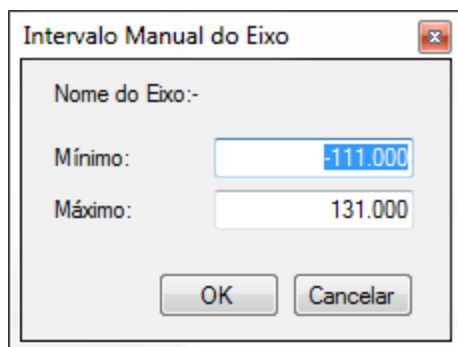 Intervalo Manual do Eixo
Nome do Eixo:-
Mínimo: -111.000
Máximo: 131.000
OK Cancelar